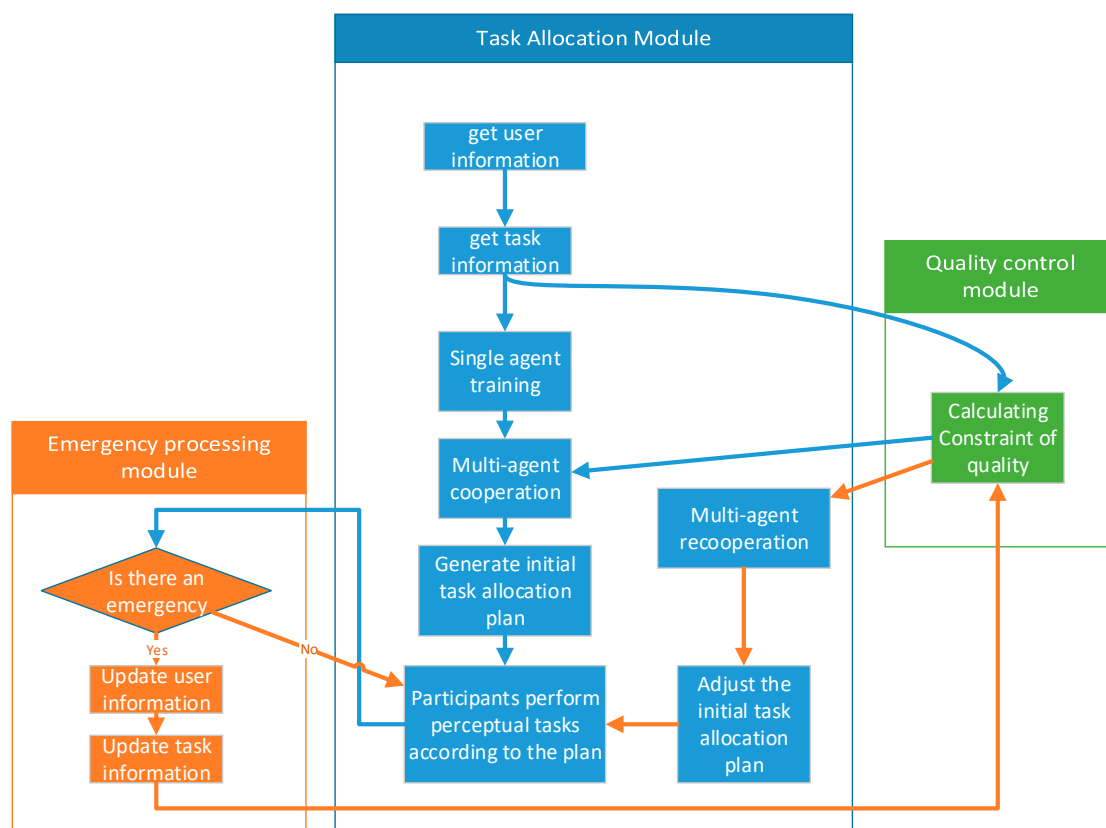 Task Allocation Module
get user
information
get task
information
Single agent
training
Multi-agent
cooperation
Generate initial
task allocation
plan
Participants perform
perceptual tasks
according to the plan
Multi-agent
recooperation
Adjust the
initial task
allocation
plan
Quality control
module
Calculating
Constraint of
quality
Emergency processing
module
Is there an
emergency
Yes
No
Update user
information
Update task
information